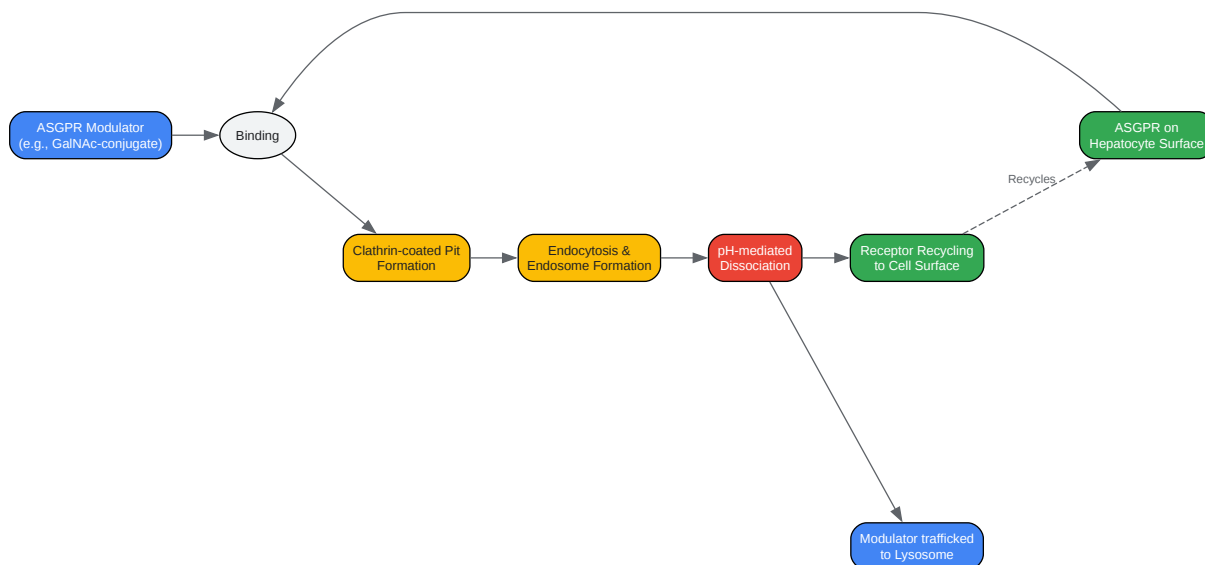 ASGPR Modulator
(e.g., GalNAc-conjugate)
Binding
ASGPR on
Hepatocyte Surface
Recycles
Clathrin-coated Pit
Formation
Endocytosis &
Endosome Formation
pH-mediated
Dissociation
Receptor Recycling
to Cell Surface
Modulator trafficked
to Lysosome